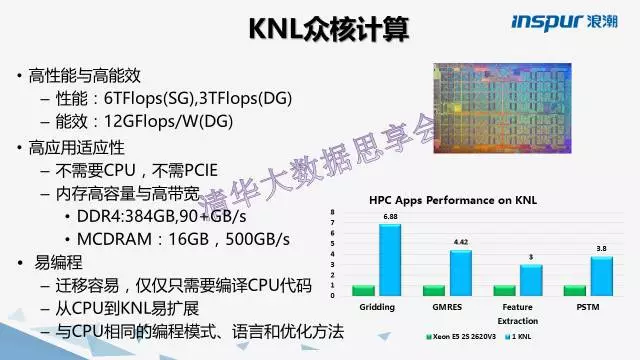 KNL众核计算
inspur 浪潮
• 高性能与高能效
– 性能：6TFlops(SG),3TFlops(DG)
– 能效：12GFlops/W(DG)
• 高应用适应性
– 不需要CPU，不需PCIE
– 内存高容量与高带宽
• DDR4:384GB,90+GB/s
• MCDRAM：16GB，500GB/s
• 易编程
– 迁移容易，仅仅只需要编译CPU代码
– 从CPU到KNL易扩展
– 与CPU相同的编程模式、语言和优化方法
清华大数据思享会
HPC Apps Performance on KNL
8
7
6
5
4
3
2
1
0
6.88
4.42
3
3.8
Gridding
GMRES
Feature Extraction
PSTM
Xeon E5 2S 2620V3
1 KNL